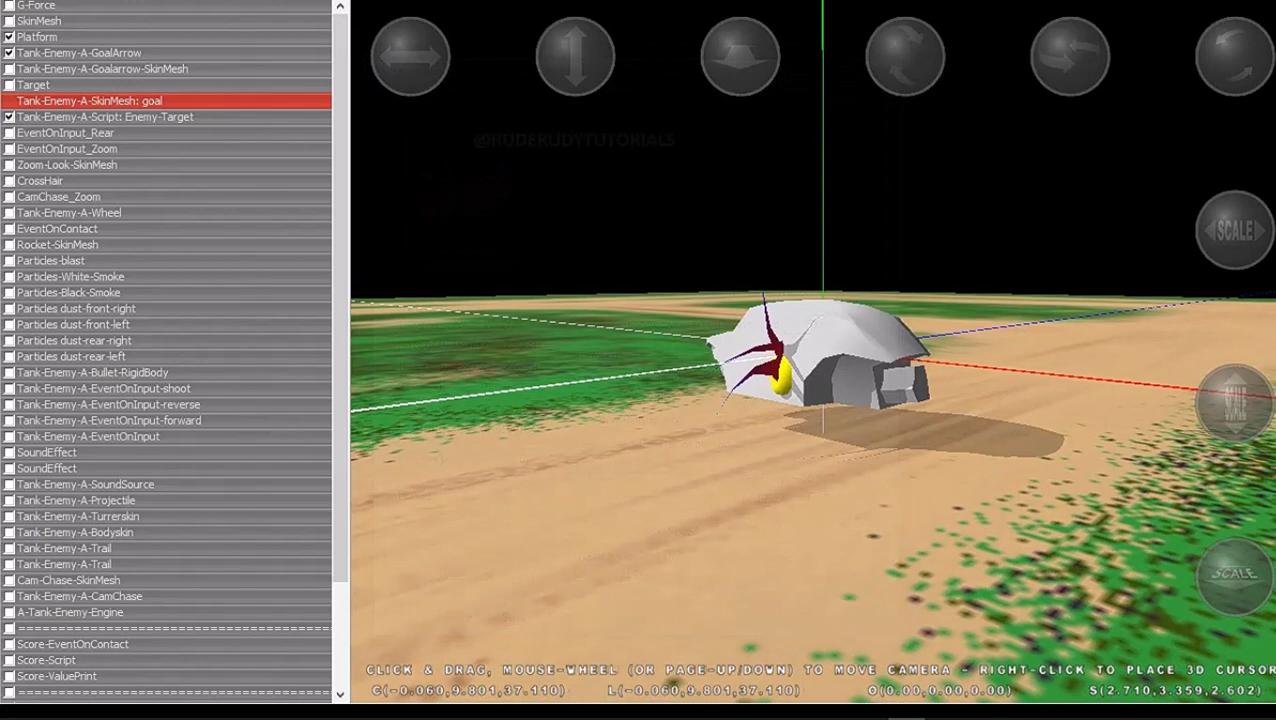 G-Force
SkinMesh
Platform
Tank-Enemy-A-GoalArrow
Tank-Enemy-A-Goalarrow-SkinMesh
Target
Tank-Enemy-A-SkinMesh: goal
Tank-Enemy-A-Script: Enemy-Target
EventOnInput_Rear
EventOnInput_Zoom
Zoom-Look-SkinMesh
CrossHair
CamChase_Zoom
Tank-Enemy-A-Wheel
EventOnContact
Rocket-SkinMesh
Particles-blast
Particles-White-Smoke
Particles-Black-Smoke
Particles dust-front-right
Particles dust-front-left
Particles dust-rear-right
Particles dust-rear-left
Tank-Enemy-A-Bullet-RigidBody
Tank-Enemy-A-EventOnInput-shoot
Tank-Enemy-A-EventOnInput-reverse
Tank-Enemy-A-EventOnInput-forward
Tank-Enemy-A-EventOnInput
SoundEffect
SoundEffect
Tank-Enemy-A-SoundSource
Tank-Enemy-A-Projectile
Tank-Enemy-A-Turrerskin
Tank-Enemy-A-Bodyskin
Tank-Enemy-A-Trail
Tank-Enemy-A-Trail
Cam-Chase-SkinMesh
Tank-Enemy-A-CamChase
A-Tank-Enemy-Engine
Score-EventOnContact
Score-Script
Score-ValuePrint
@RUDERUDYTUTORIALS
SCALE
SCALE
SCALE
CLICK & DRAG, MOUSE-WHEEL (OR PAGE-UP/DOWN) TO MOVE CAMERA - RIGHT-CLICK TO PLACE 3D CURSOR
C(-0.060,9.801,37.110) L(-0.060,9.801,37.110) O(0.00,0.00,0.00) S(2.710,3.359,2.602)